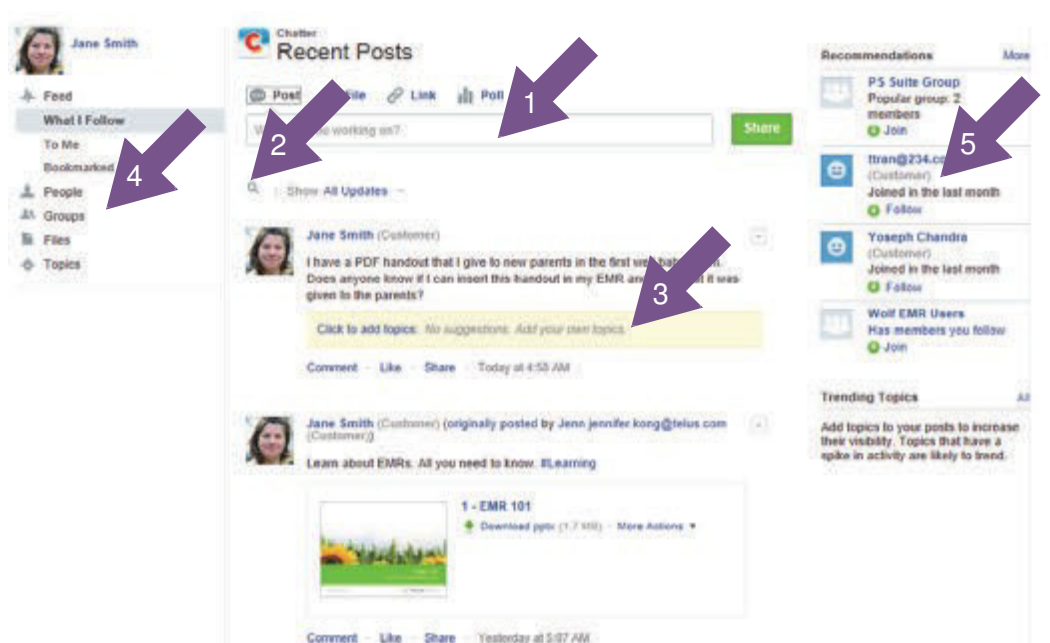 Jane Smith
Feed
What I Follow
To Me
Bookmarked
People
Groups
Files
Topics
4
Chatter
Recent Posts
Post File Link Poll
working on?
Share
1
2
Show All Updates
Jane Smith (Customer)
I have a PDF handout that I give to new parents in the first
Does anyone know if I can insert this handout in my EMR and it was
given to the parents?
3
Click to add topics: No suggestions. Add your own topics.
Comment · Like · Share · Today at 4:58 AM
Jane Smith (Customer) (originally posted by Jenn jennifer.kong@telus.com
(Customer))
Learn about EMRs. All you need to know. #Learning
1 - EMR 101
Download pptx (1.7 MB) · More Actions
Comment · Like · Share · Yesterday at 5:07 AM
Recommendations More
PS Suite Group
Popular group: 2
members
Join
5
ttran@234.co
(Customer)
Joined in the last month
Follow
Yoseph Chandra
(Customer)
Joined in the last month
Follow
Wolf EMR Users
Has members you follow
Join
Trending Topics All
Add topics to your posts to increase
their visibility. Topics that have a
spike in activity are likely to trend.